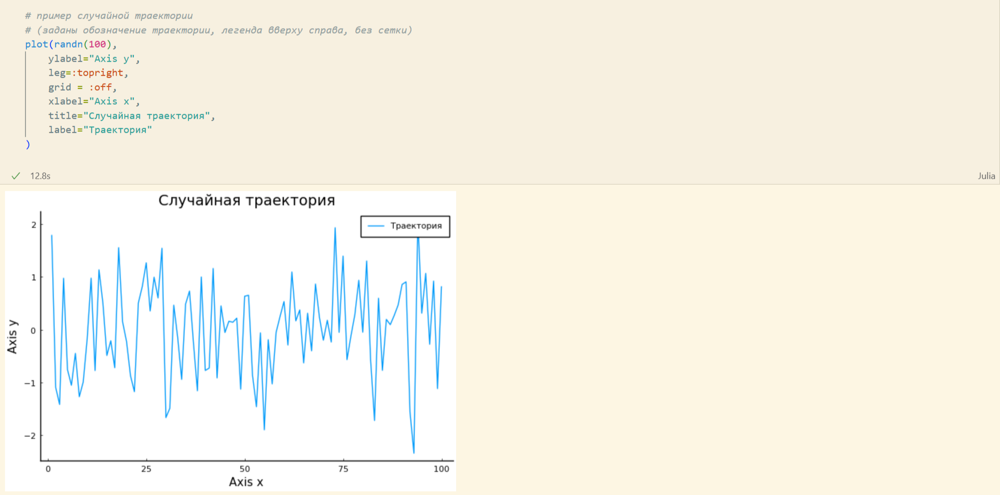 # пример случайной траектории
# (заданы обозначение траектории, легенда вверху справа, без сетки)
plot(randn(100),
ylabel="Axis y",
leg=:topright,
grid = :off,
xlabel="Axis x",
title="Случайная траектория",
label="Траектория"
)
12.8s
Julia
Случайная траектория
Траектория
2
1
0
−1
−2
Axis y
0 25 50 75 100
Axis x